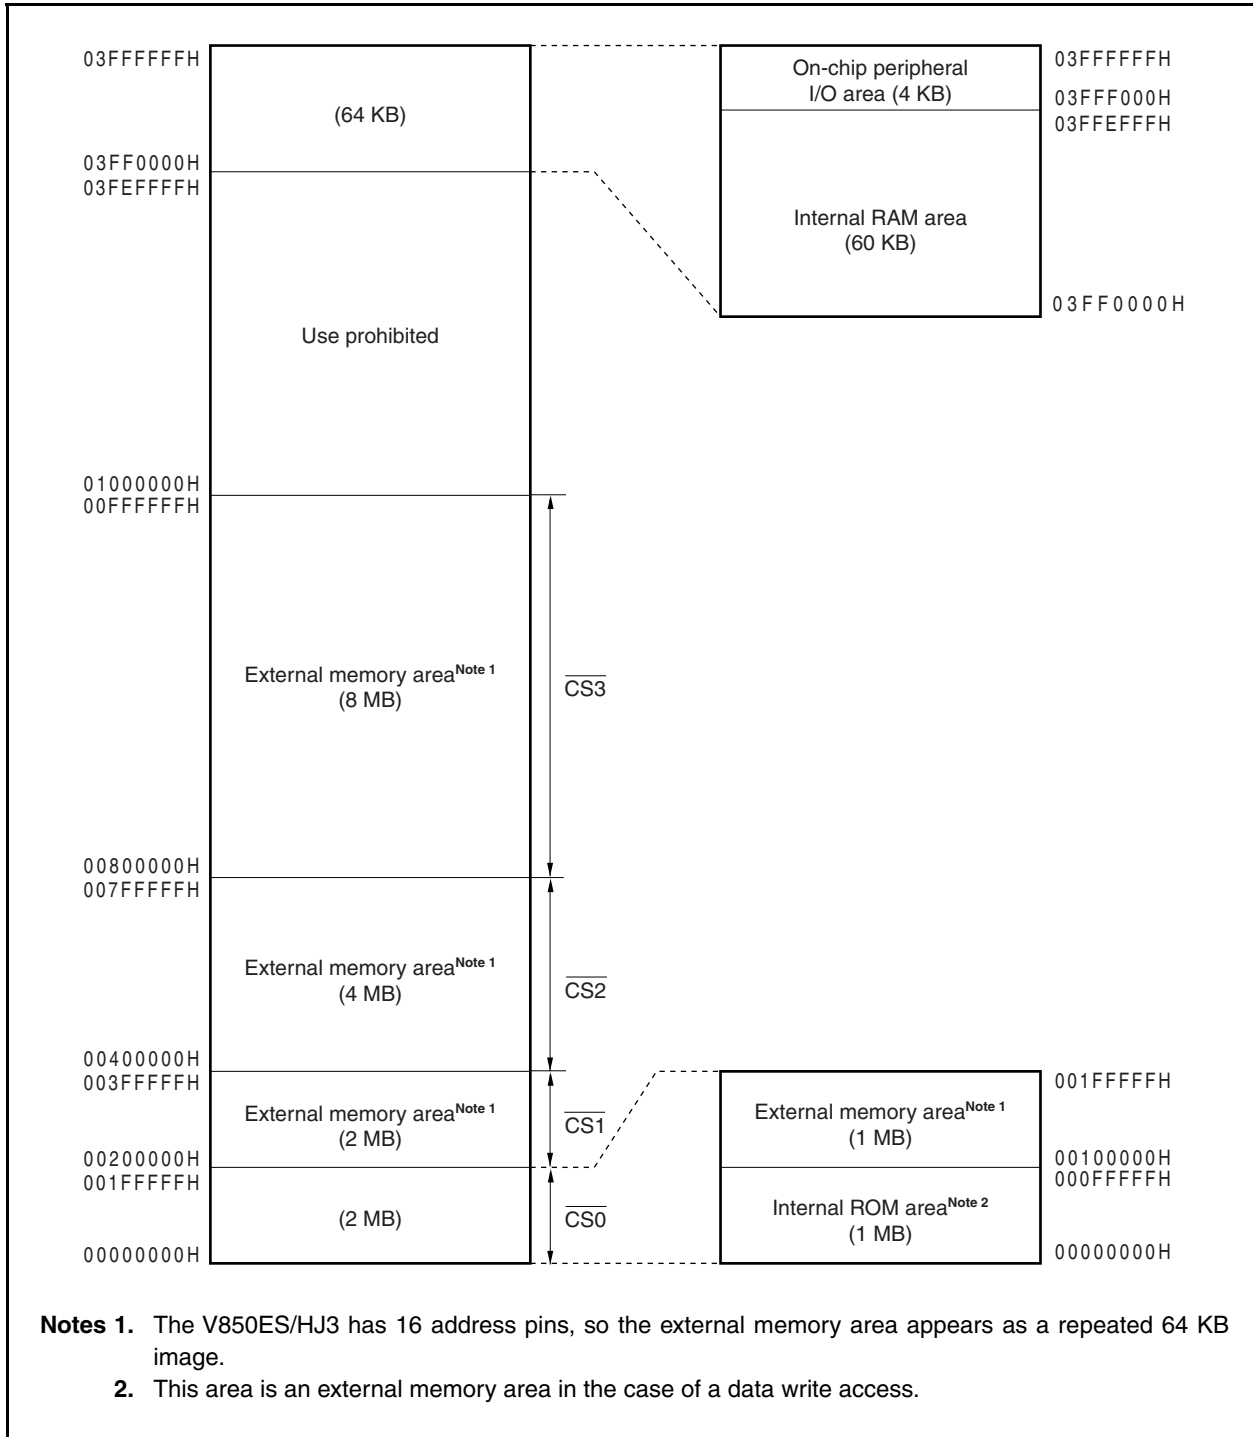 03FFFFFFH
(64 KB)
03FF0000H
03FEFFFFH
Use prohibited
01000000H
00FFFFFFH
External memory areaNote 1
(8 MB)
CS3
00800000H
007FFFFFH
External memory areaNote 1
(4 MB)
CS2
00400000H
003FFFFFH
External memory areaNote 1
(2 MB)
CS1
00200000H
001FFFFFH
(2 MB)
CS0
00000000H
On-chip peripheral
I/O area (4 KB)
03FFFFFFH
03FFF000H
03FFEFFFH
Internal RAM area
(60 KB)
03FF0000H
001FFFFFH
External memory areaNote 1
(1 MB)
00100000H
000FFFFFH
Internal ROM areaNote 2
(1 MB)
00000000H
Notes 1. The V850ES/HJ3 has 16 address pins, so the external memory area appears as a repeated 64 KB
image.
2. This area is an external memory area in the case of a data write access.